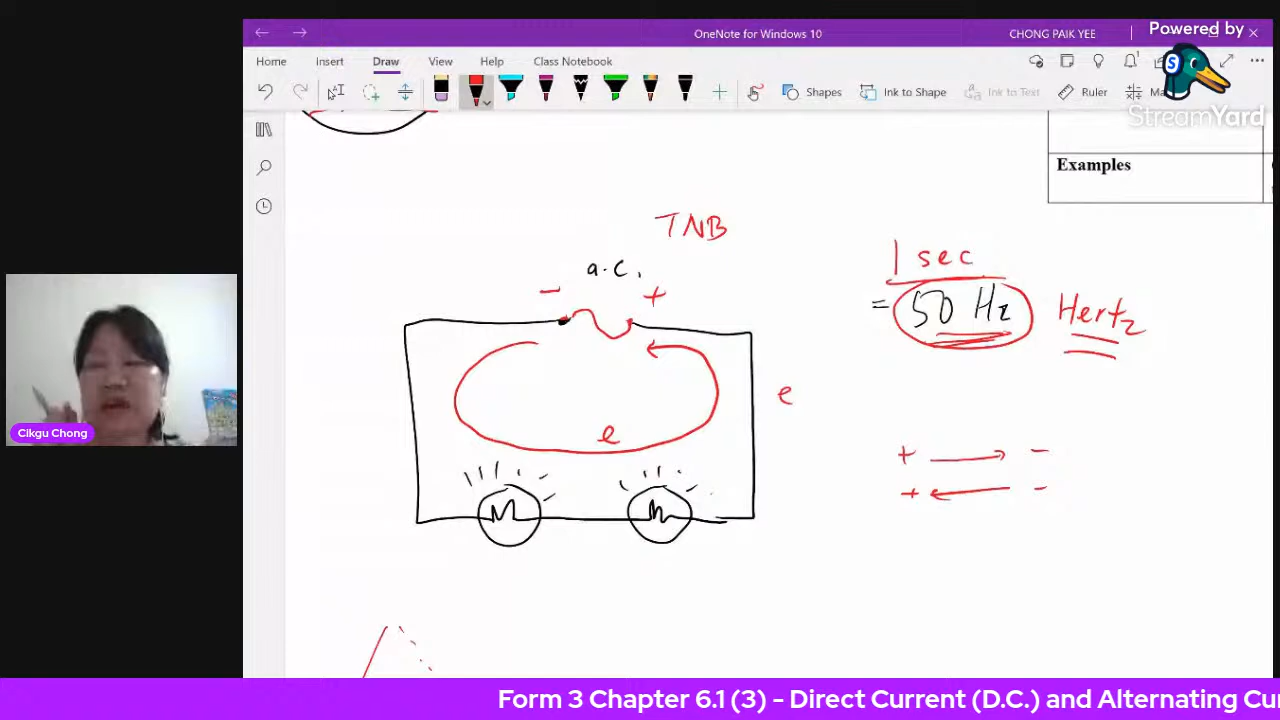 OneNote for Windows 10
CHONG PAIK YEE
Powered by
StreamYard
Home Insert Draw View Help Class Notebook
Shapes Ink to Shape Ink to Text Ruler
Examples
TNB
a.c.
- +
1 sec
= 50 Hz Hertz
e
e
+ -
+ -
Cikgu Chong
Form 3 Chapter 6.1 (3) - Direct Current (D.C.) and Alternating Cur